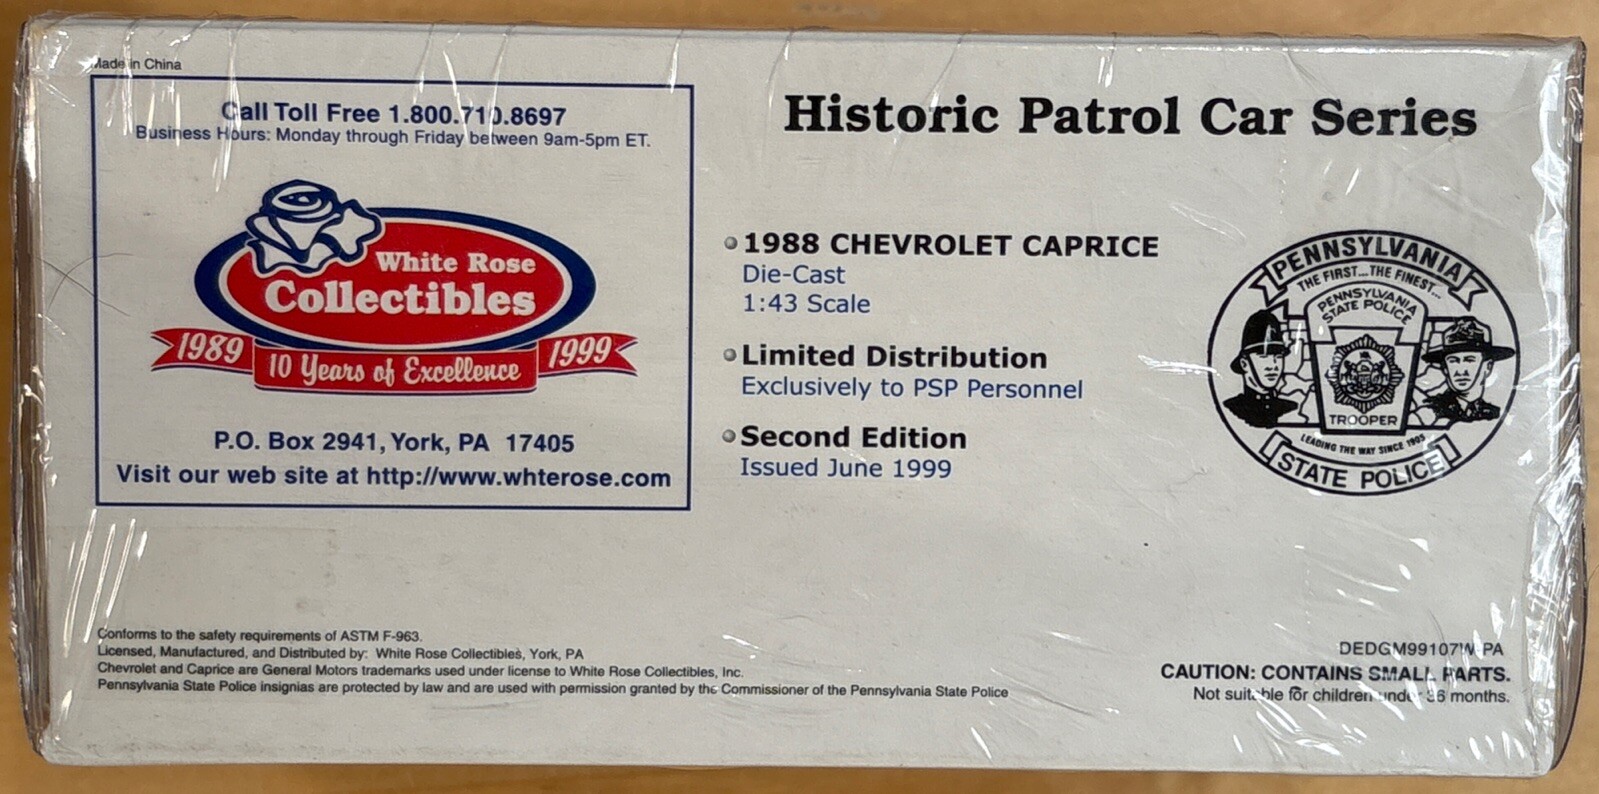 Made in China
Call Toll Free 1.800.710.8697
Business Hours: Monday through Friday between 9am-5pm ET.
White Rose
Collectibles
1989
10 Years of Excellence
1999
P.O. Box 2941, York, PA 17405
Visit our web site at http://www.whterose.com
Historic Patrol Car Series
1988 CHEVROLET CAPRICE
Die-Cast
1:43 Scale
Limited Distribution
Exclusively to PSP Personnel
Second Edition
Issued June 1999
PENNSYLVANIA
THE FIRST...THE FINEST...
PENNSYLVANIA
STATE POLICE
TROOPER
LEADING THE WAY SINCE 1905
STATE POLICE
Conforms to the safety requirements of ASTM F-963.
Licensed, Manufactured, and Distributed by: White Rose Collectibles, York, PA
Chevrolet and Caprice are General Motors trademarks used under license to White Rose Collectibles, Inc.
Pennsylvania State Police insignias are protected by law and are used with permission granted by the Commissioner of the Pennsylvania State Police
DEDGM99107W-PA
CAUTION: CONTAINS SMALL PARTS.
Not suitable for children under 36 months.